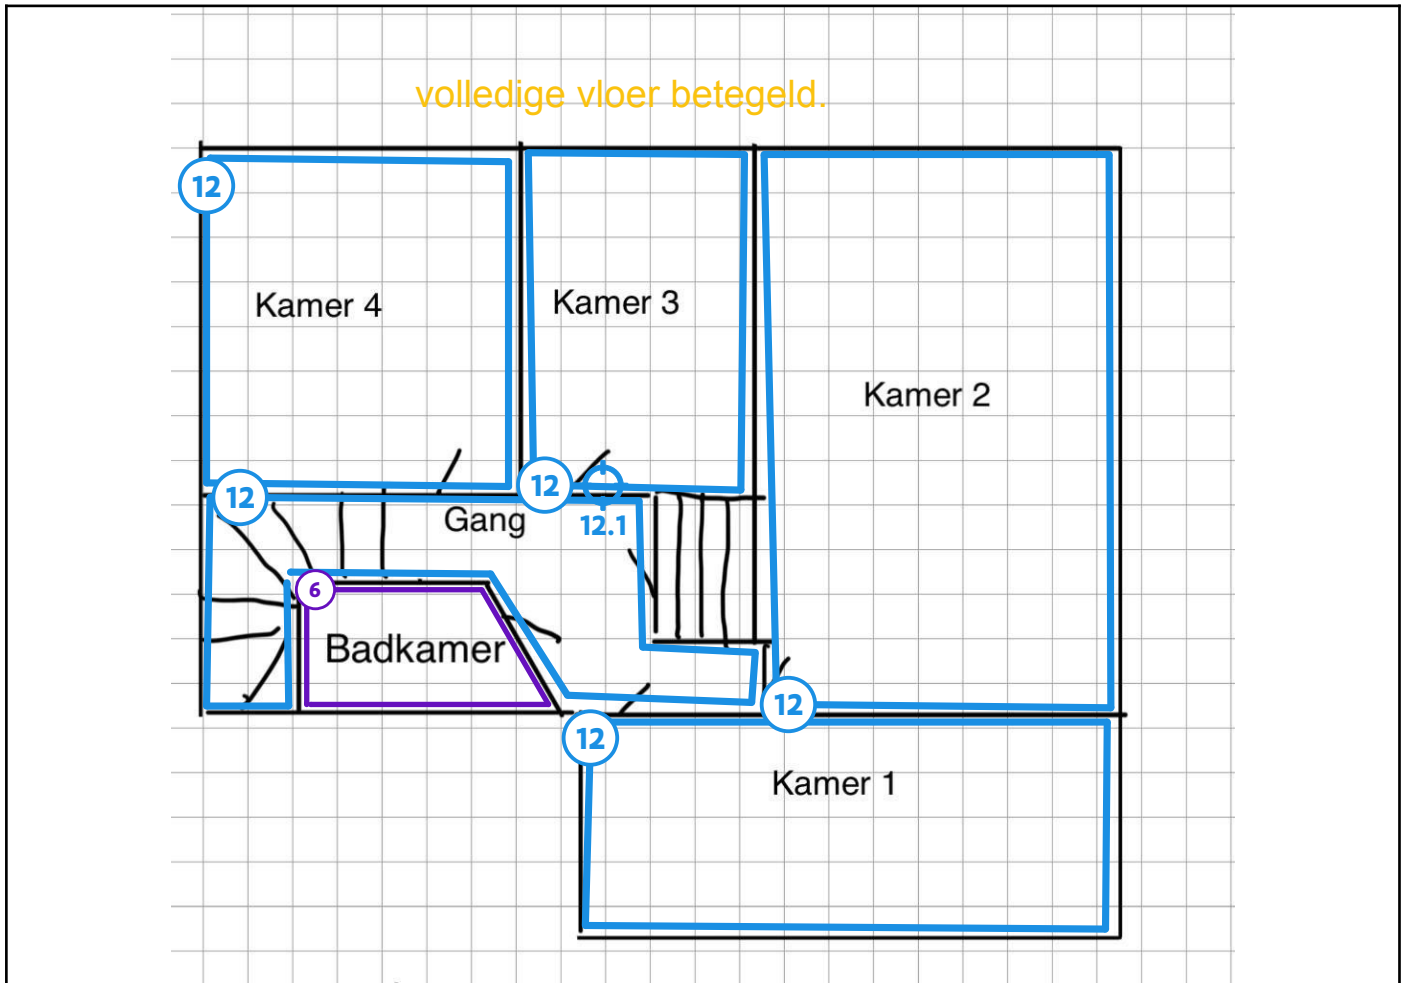 volledige vloer betegeld.
12
Kamer 4
Kamer 3
Kamer 2
12
12
Gang
12.1
6
Badkamer
12
12
Kamer 1